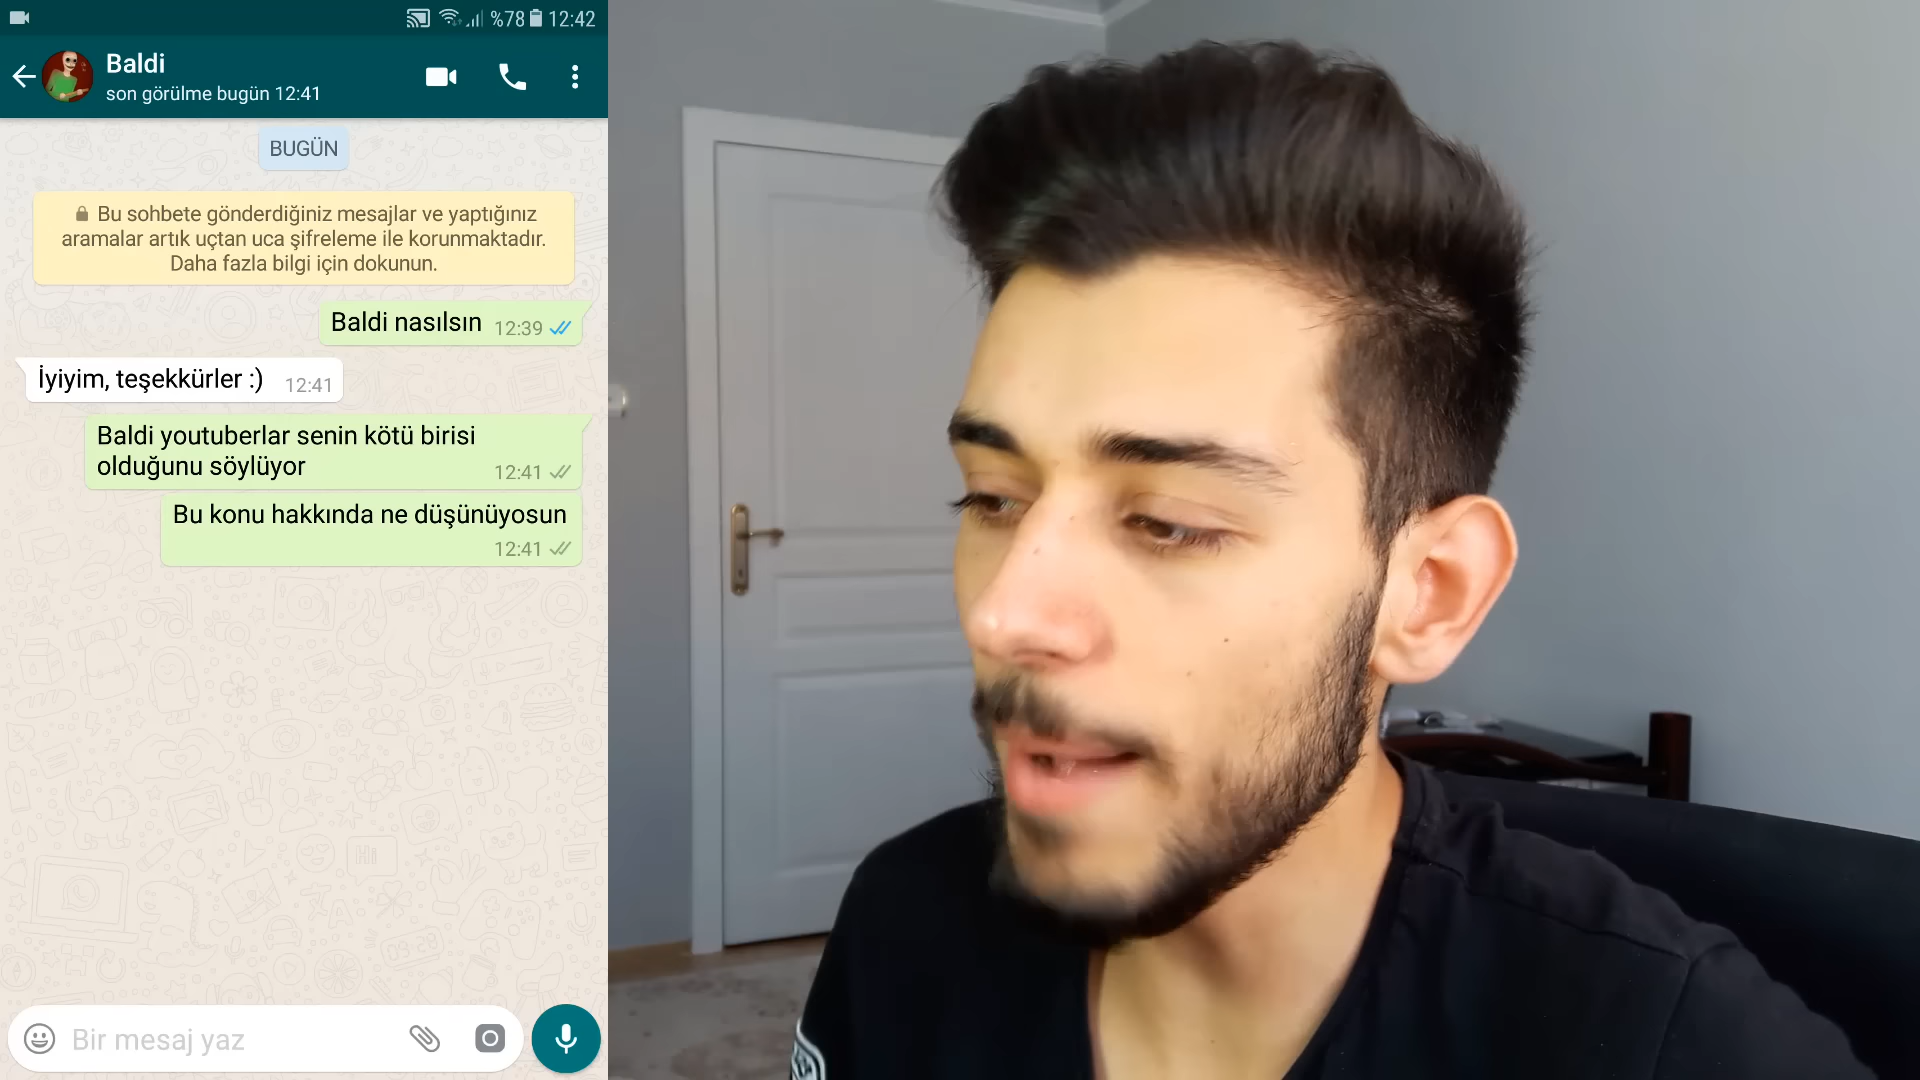 %78 12:42
Baldi
son görülme bugün 12:41
BUGÜN
Bu sohbete gönderdiğiniz mesajlar ve yaptığınız
aramalar artık uçtan uca şifreleme ile korunmaktadır.
Daha fazla bilgi için dokunun.
Baldi nasılsın 12:39
İyiyim, teşekkürler :) 12:41
Baldi youtuberlar senin kötü birisi
olduğunu söylüyor 12:41
Bu konu hakkında ne düşünüyosun
12:41
Bir mesaj yaz